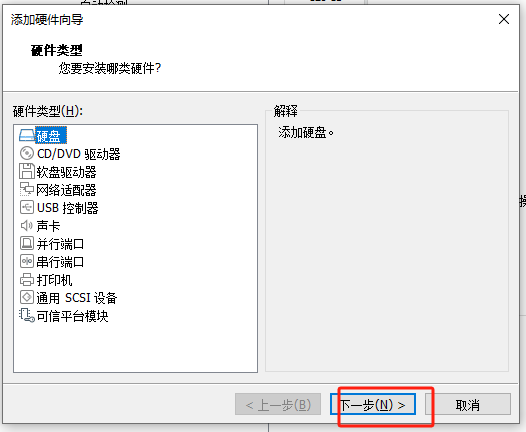 自动检测
添加硬件向导
硬件类型
您要安装哪类硬件?
硬件类型(H):
硬盘
CD/DVD 驱动器
软盘驱动器
网络适配器
USB 控制器
声卡
并行端口
串行端口
打印机
通用 SCSI 设备
可信平台模块
解释
添加硬盘。
< 上一步(B)
下一步(N) >
取消